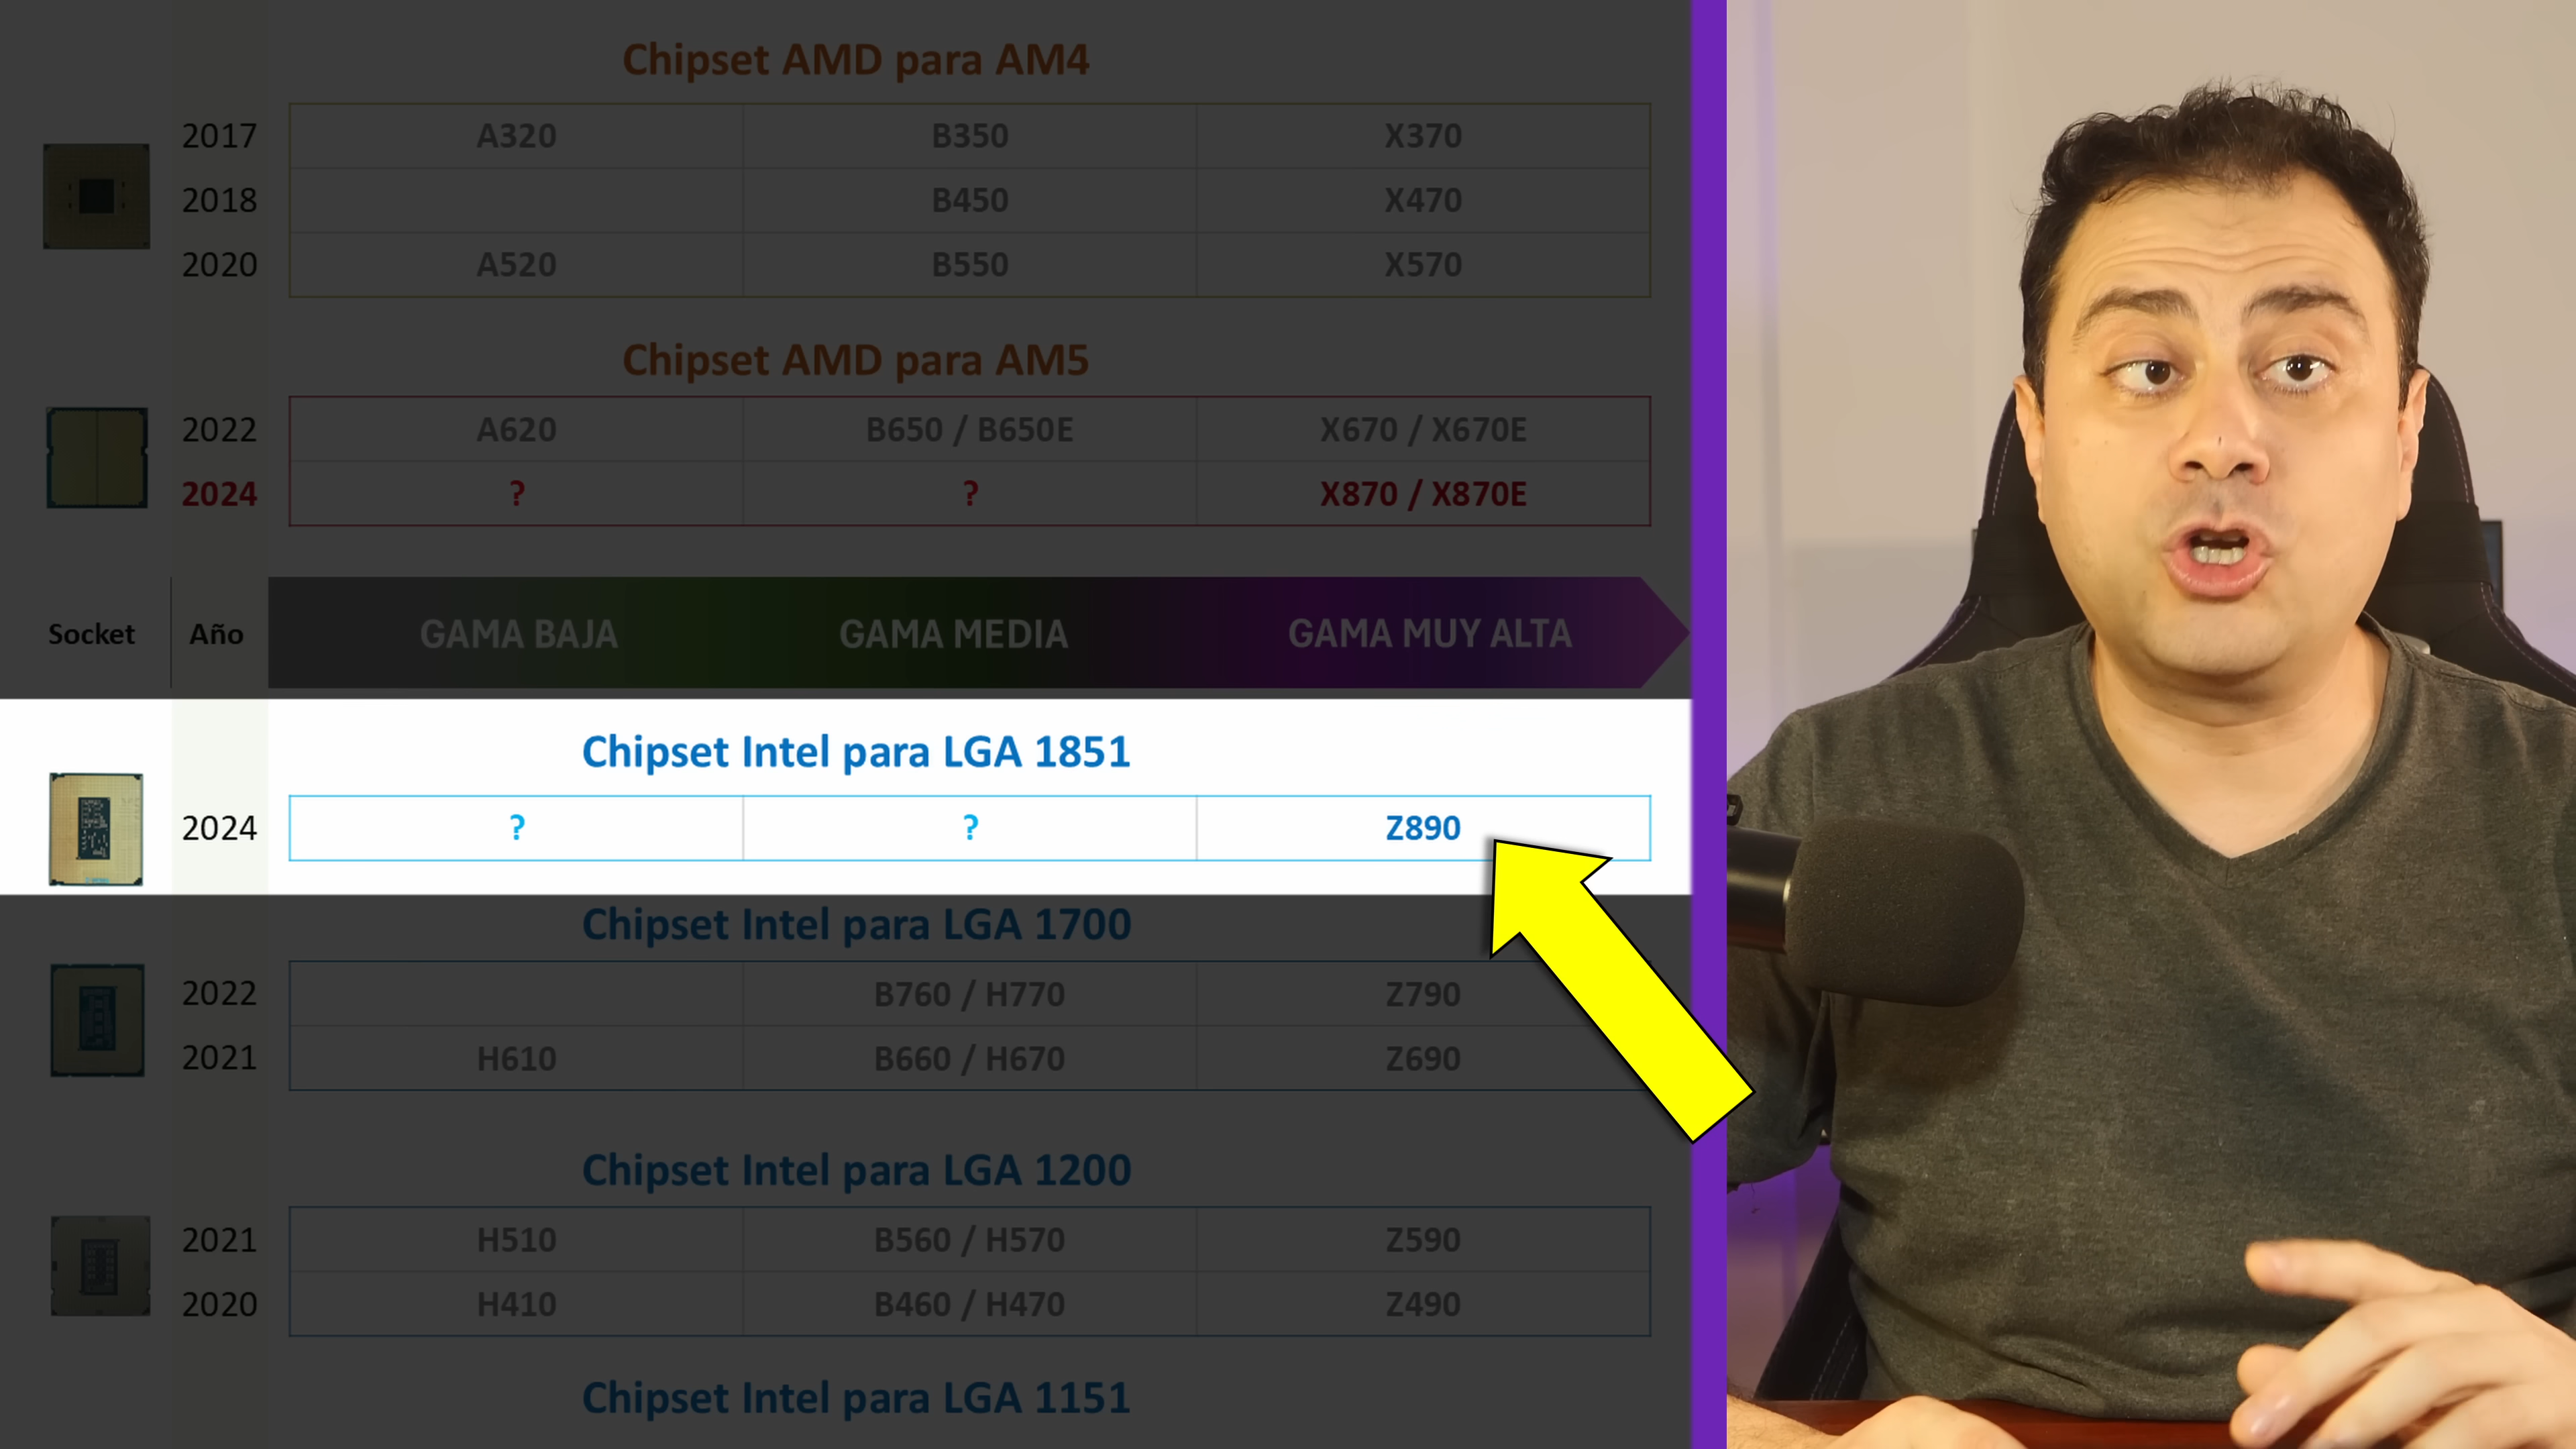 Chipset AMD para AM4
2017 A320 B350 X370
2018 B450 X470
2020 A520 B550 X570
Chipset AMD para AM5
2022 A620 B650 / B650E X670 / X670E
2024 ? ? X870 / X870E
Socket Año GAMA BAJA GAMA MEDIA GAMA MUY ALTA
Chipset Intel para LGA 1851
2024 ? ? Z890
Chipset Intel para LGA 1700
2022 B760 / H770 Z790
2021 H610 B660 / H670 Z690
Chipset Intel para LGA 1200
2021 H510 B560 / H570 Z590
2020 H410 B460 / H470 Z490
Chipset Intel para LGA 1151